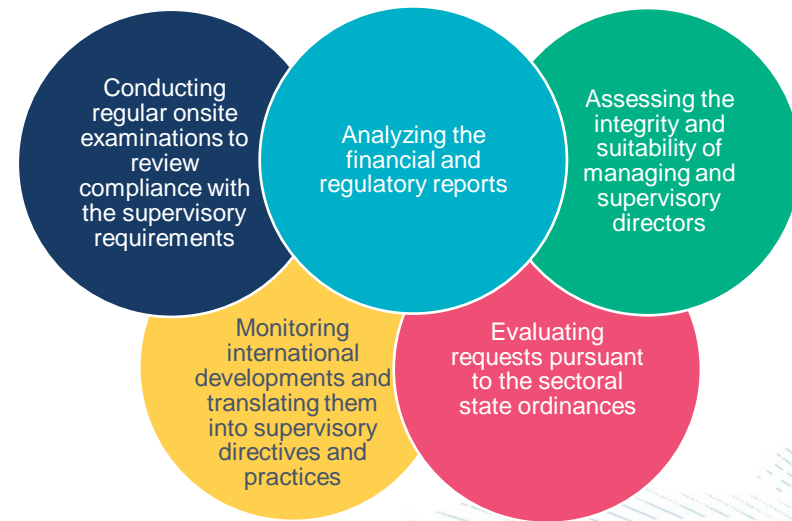 Conducting
regular onsite
examinations to
review
compliance with
the supervisory
requirements
Analyzing the
financial and
regulatory reports
Assessing the
integrity and
suitability of
managing and
supervisory
directors
Monitoring
international
developments and
translating them
into supervisory
directives and
practices
Evaluating
requests pursuant
to the sectoral
state ordinances